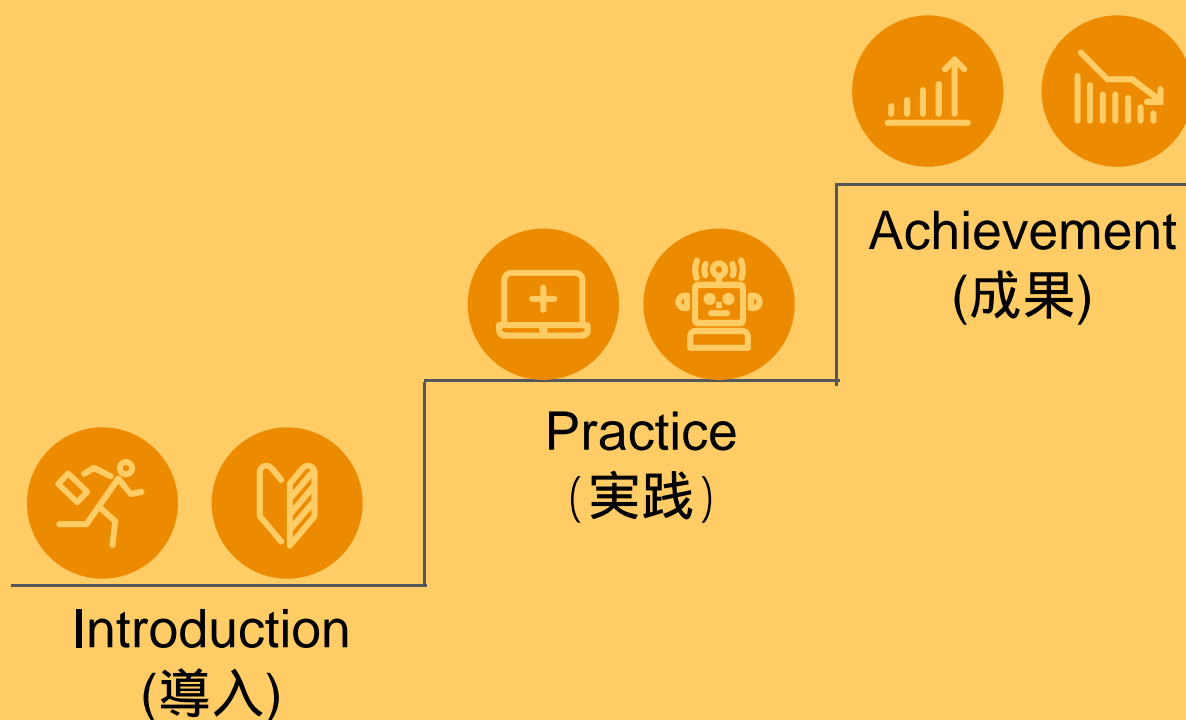 Achievement
(成果)
Practice
（実践）
Introduction
(導入)